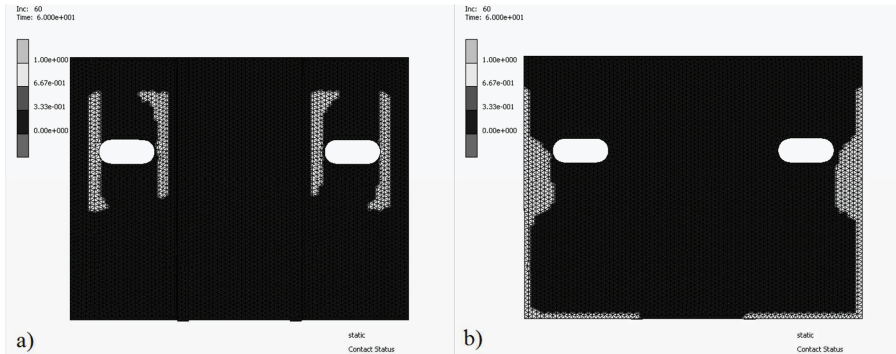 Inc: 60
Time: 6.000e+001
1.00e+000
6.67e-001
3.33e-001
0.00e+000
a)
static
Contact Status
Inc: 60
Time: 6.000e+001
1.00e+000
6.67e-001
3.33e-001
0.00e+000
b)
static
Contact Status